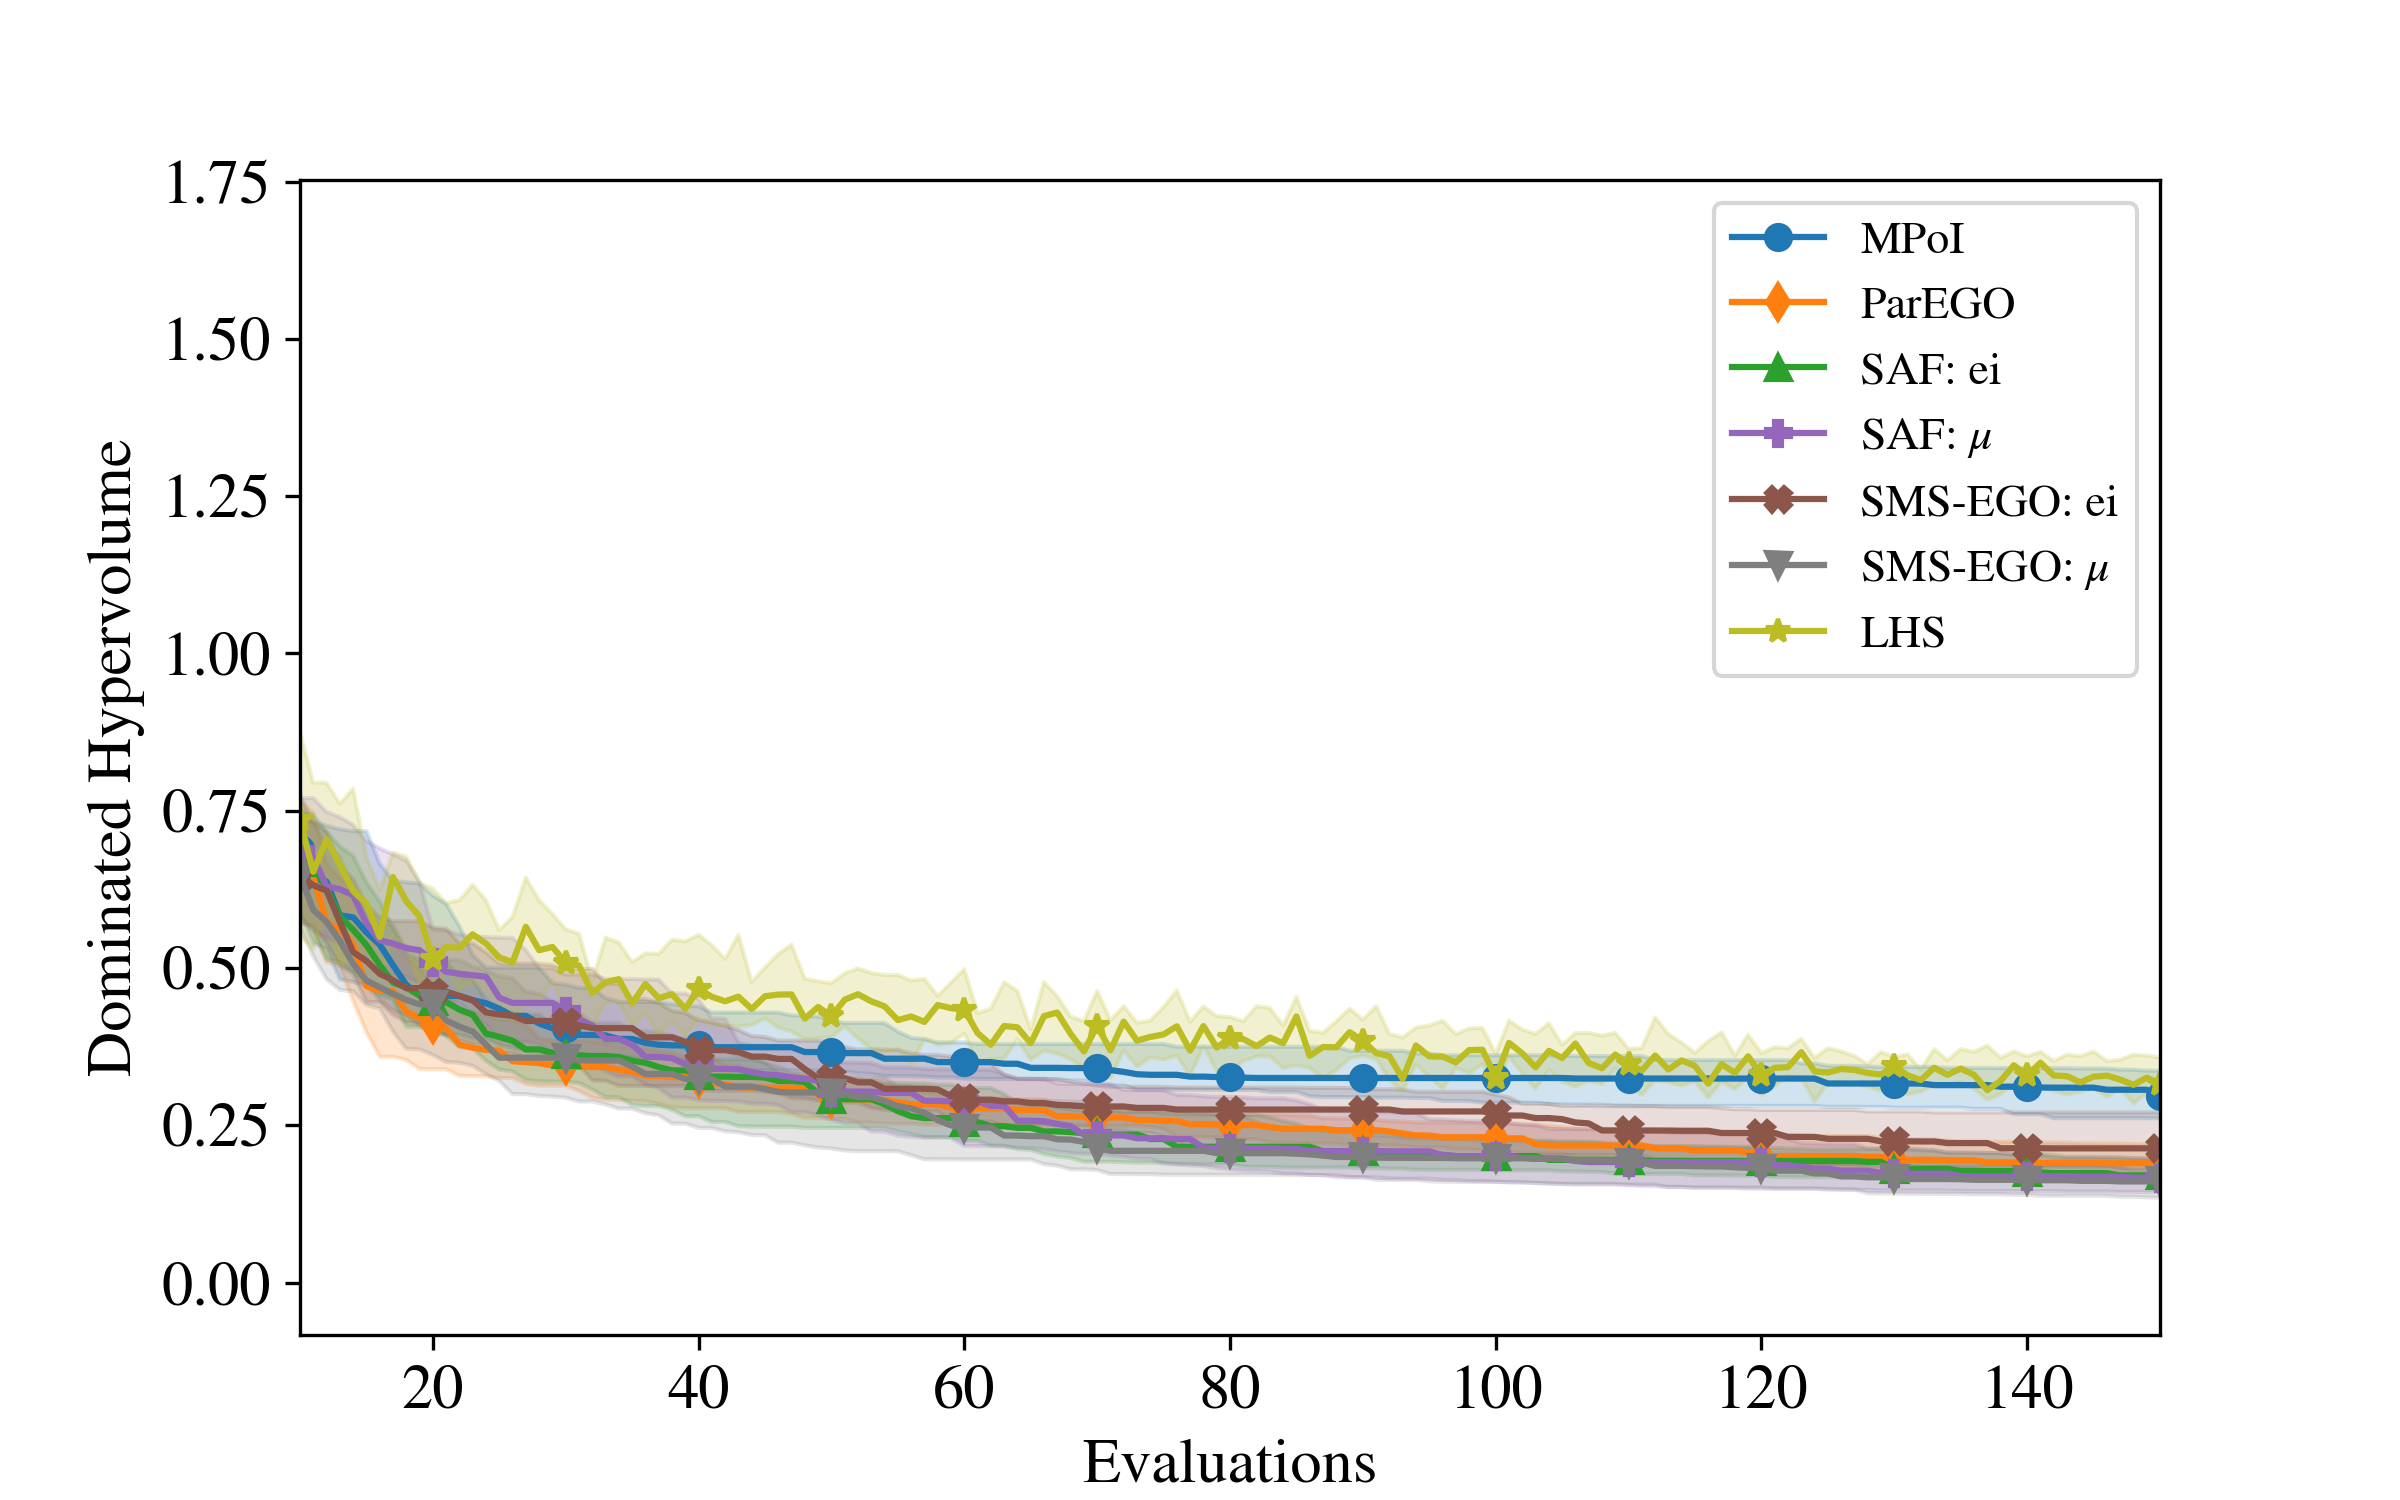 1.75
1.50
1.25
1.00
0.75
0.50
0.25
0.00
Dominated Hypervolume
20 40 60 80 100 120 140
Evaluations
MPoI
ParEGO
SAF: ei
SAF: μ
SMS-EGO: ei
SMS-EGO: μ
LHS